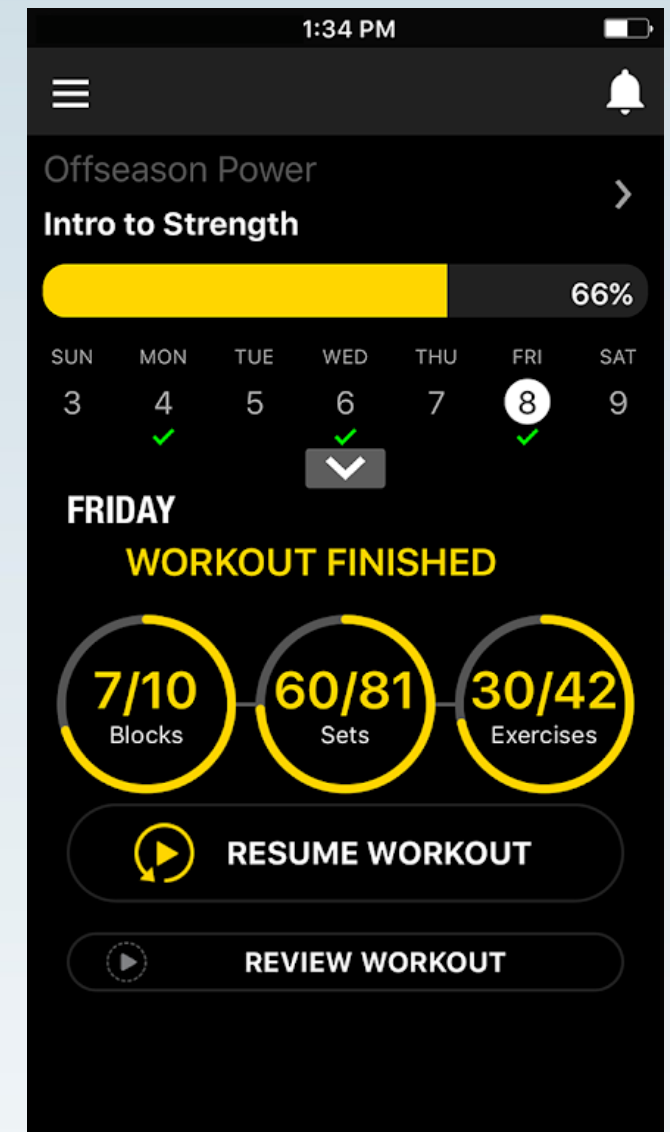 1:34 PM
Offseason Power
Intro to Strength
66%
SUN MON TUE WED THU FRI SAT
3 4 5 6 7 8 9
FRIDAY
WORKOUT FINISHED
7/10 60/81 30/42
Blocks Sets Exercises
RESUME WORKOUT
REVIEW WORKOUT